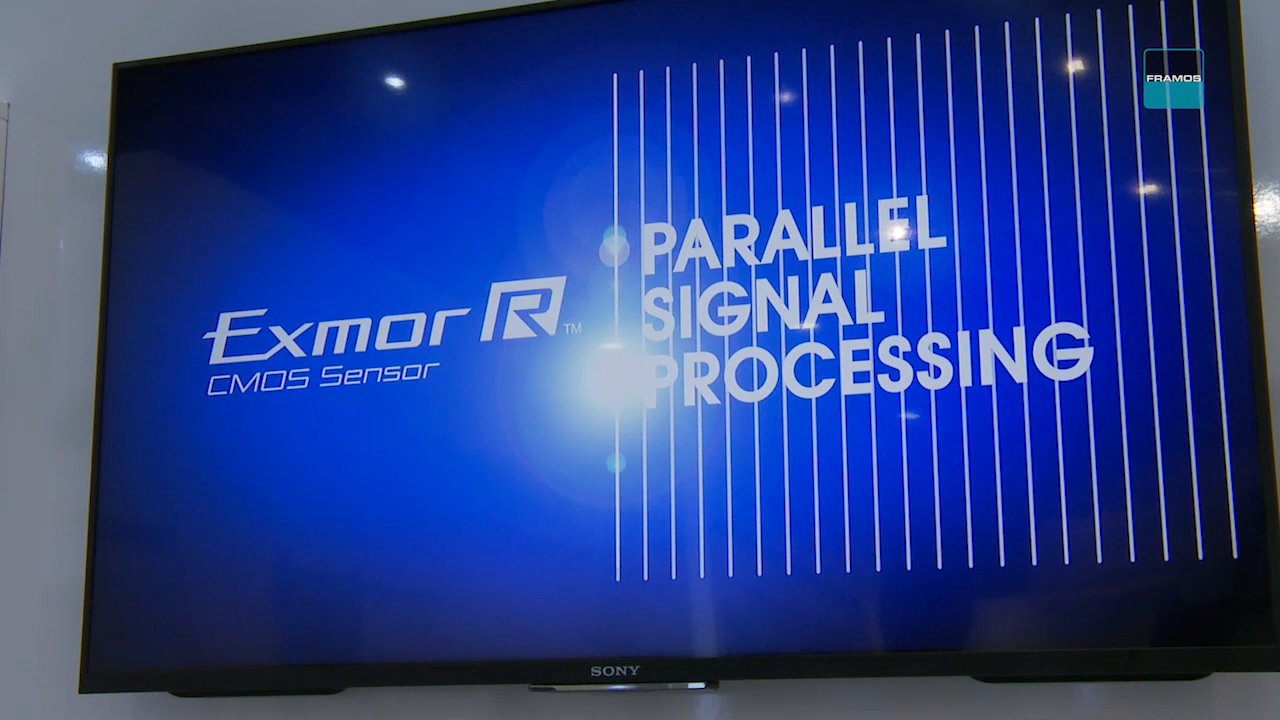 FRAMOS
Exmor R™
CMOS Sensor
PARALLEL
SIGNAL
PROCESSING
SONY